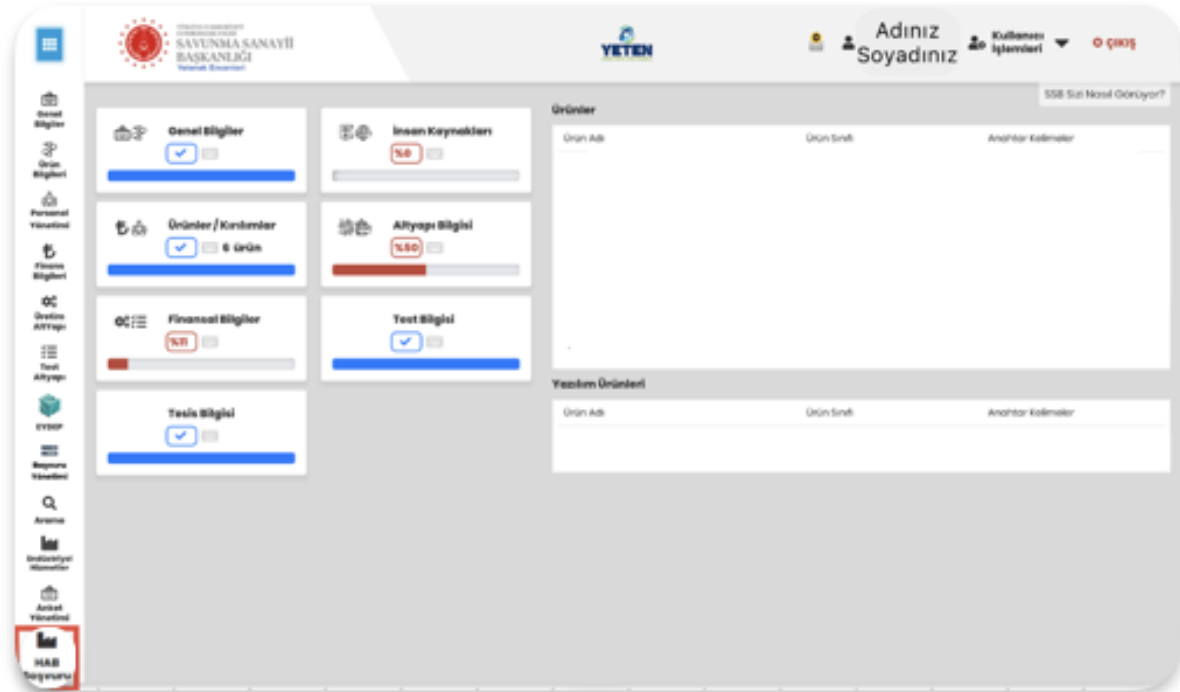 SAVUNMA SANAYİİ
BAŞKANLIĞI
Yetenek Envanteri
YETEN
Adınız
Soyadınız
Kullanıcı
İşlemleri
ÇIKIŞ
SSB Sizi Nasıl Görüyor?
Genel
Bilgiler
Ürün
Bilgileri
Personel
Yönetimi
Finans
Bilgileri
Üretim
AltYapı
Test
Altyapı
EYDEP
Başvuru
Yönetimi
Arama
Endüstriyel
Hizmetler
Anket
Yönetimi
HAB
Başvuru
Genel Bilgiler
İnsan Kaynakları
%0
Ürünler / Kırılımlar
6 ürün
Altyapı Bilgisi
%50
Finansal Bilgiler
%11
Test Bilgisi
Tesis Bilgisi
Ürünler
Ürün Adı Ürün Sınıfı Anahtar Kelimeler
Yazılım Ürünleri
Ürün Adı Ürün Sınıfı Anahtar Kelimeler